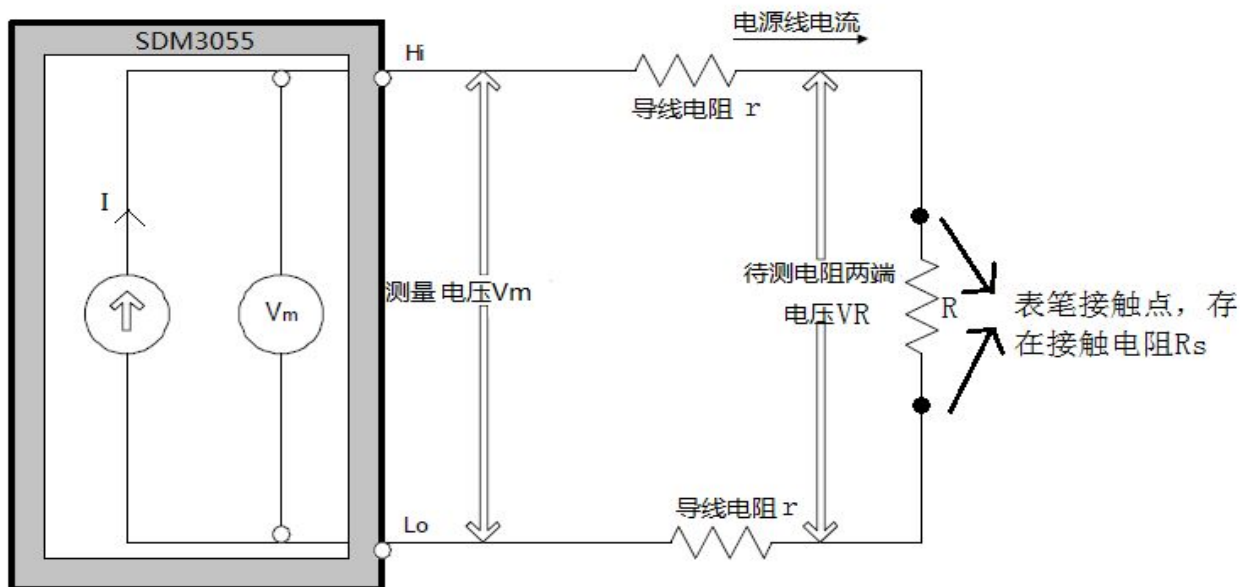 SDM3055
Hi
电源线电流
导线电阻 r
I
Vm
测量 电压Vm
待测电阻两端
电压VR
R
表笔接触点，存
在接触电阻Rs
Lo
导线电阻 r